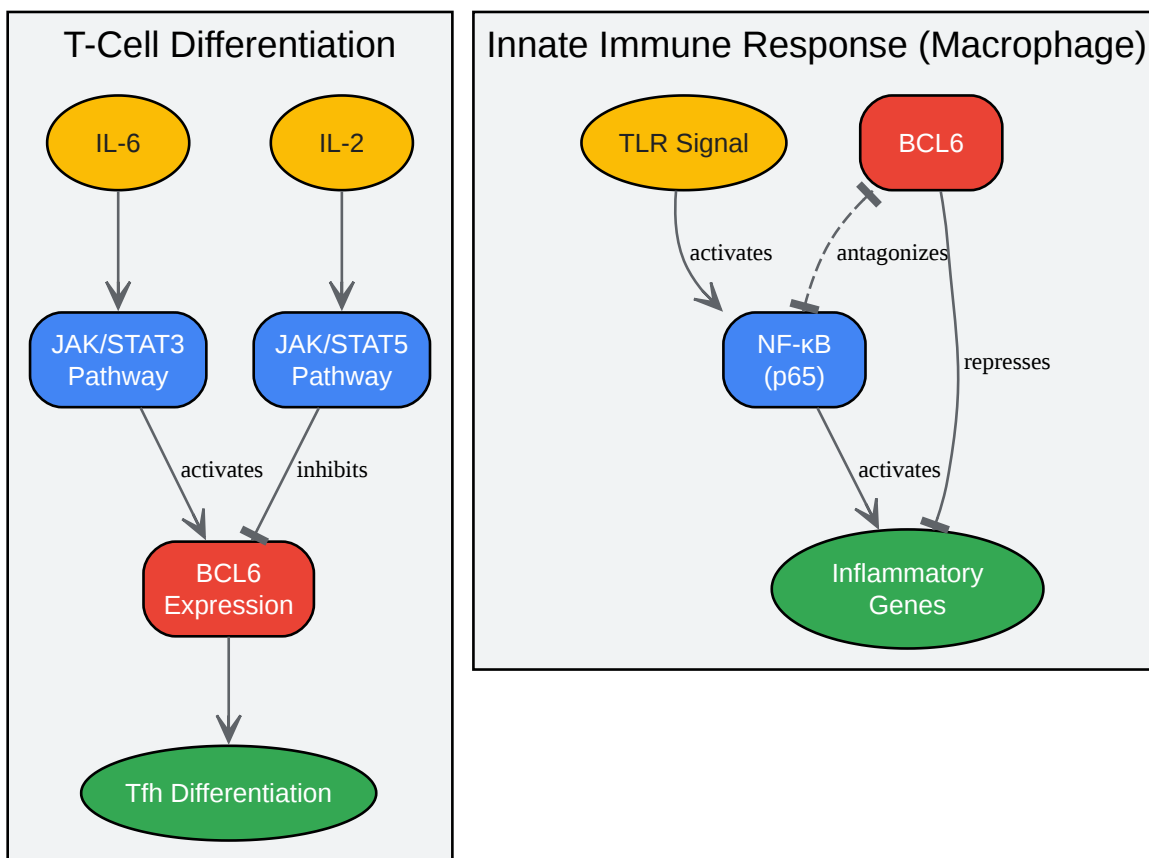 T-Cell Differentiation
IL-6
IL-2
JAK/STAT3
Pathway
JAK/STAT5
Pathway
activates
inhibits
BCL6
Expression
Tfh Differentiation
Innate Immune Response (Macrophage)
TLR Signal
BCL6
activates
antagonizes
NF-κB
(p65)
represses
activates
Inflammatory
Genes